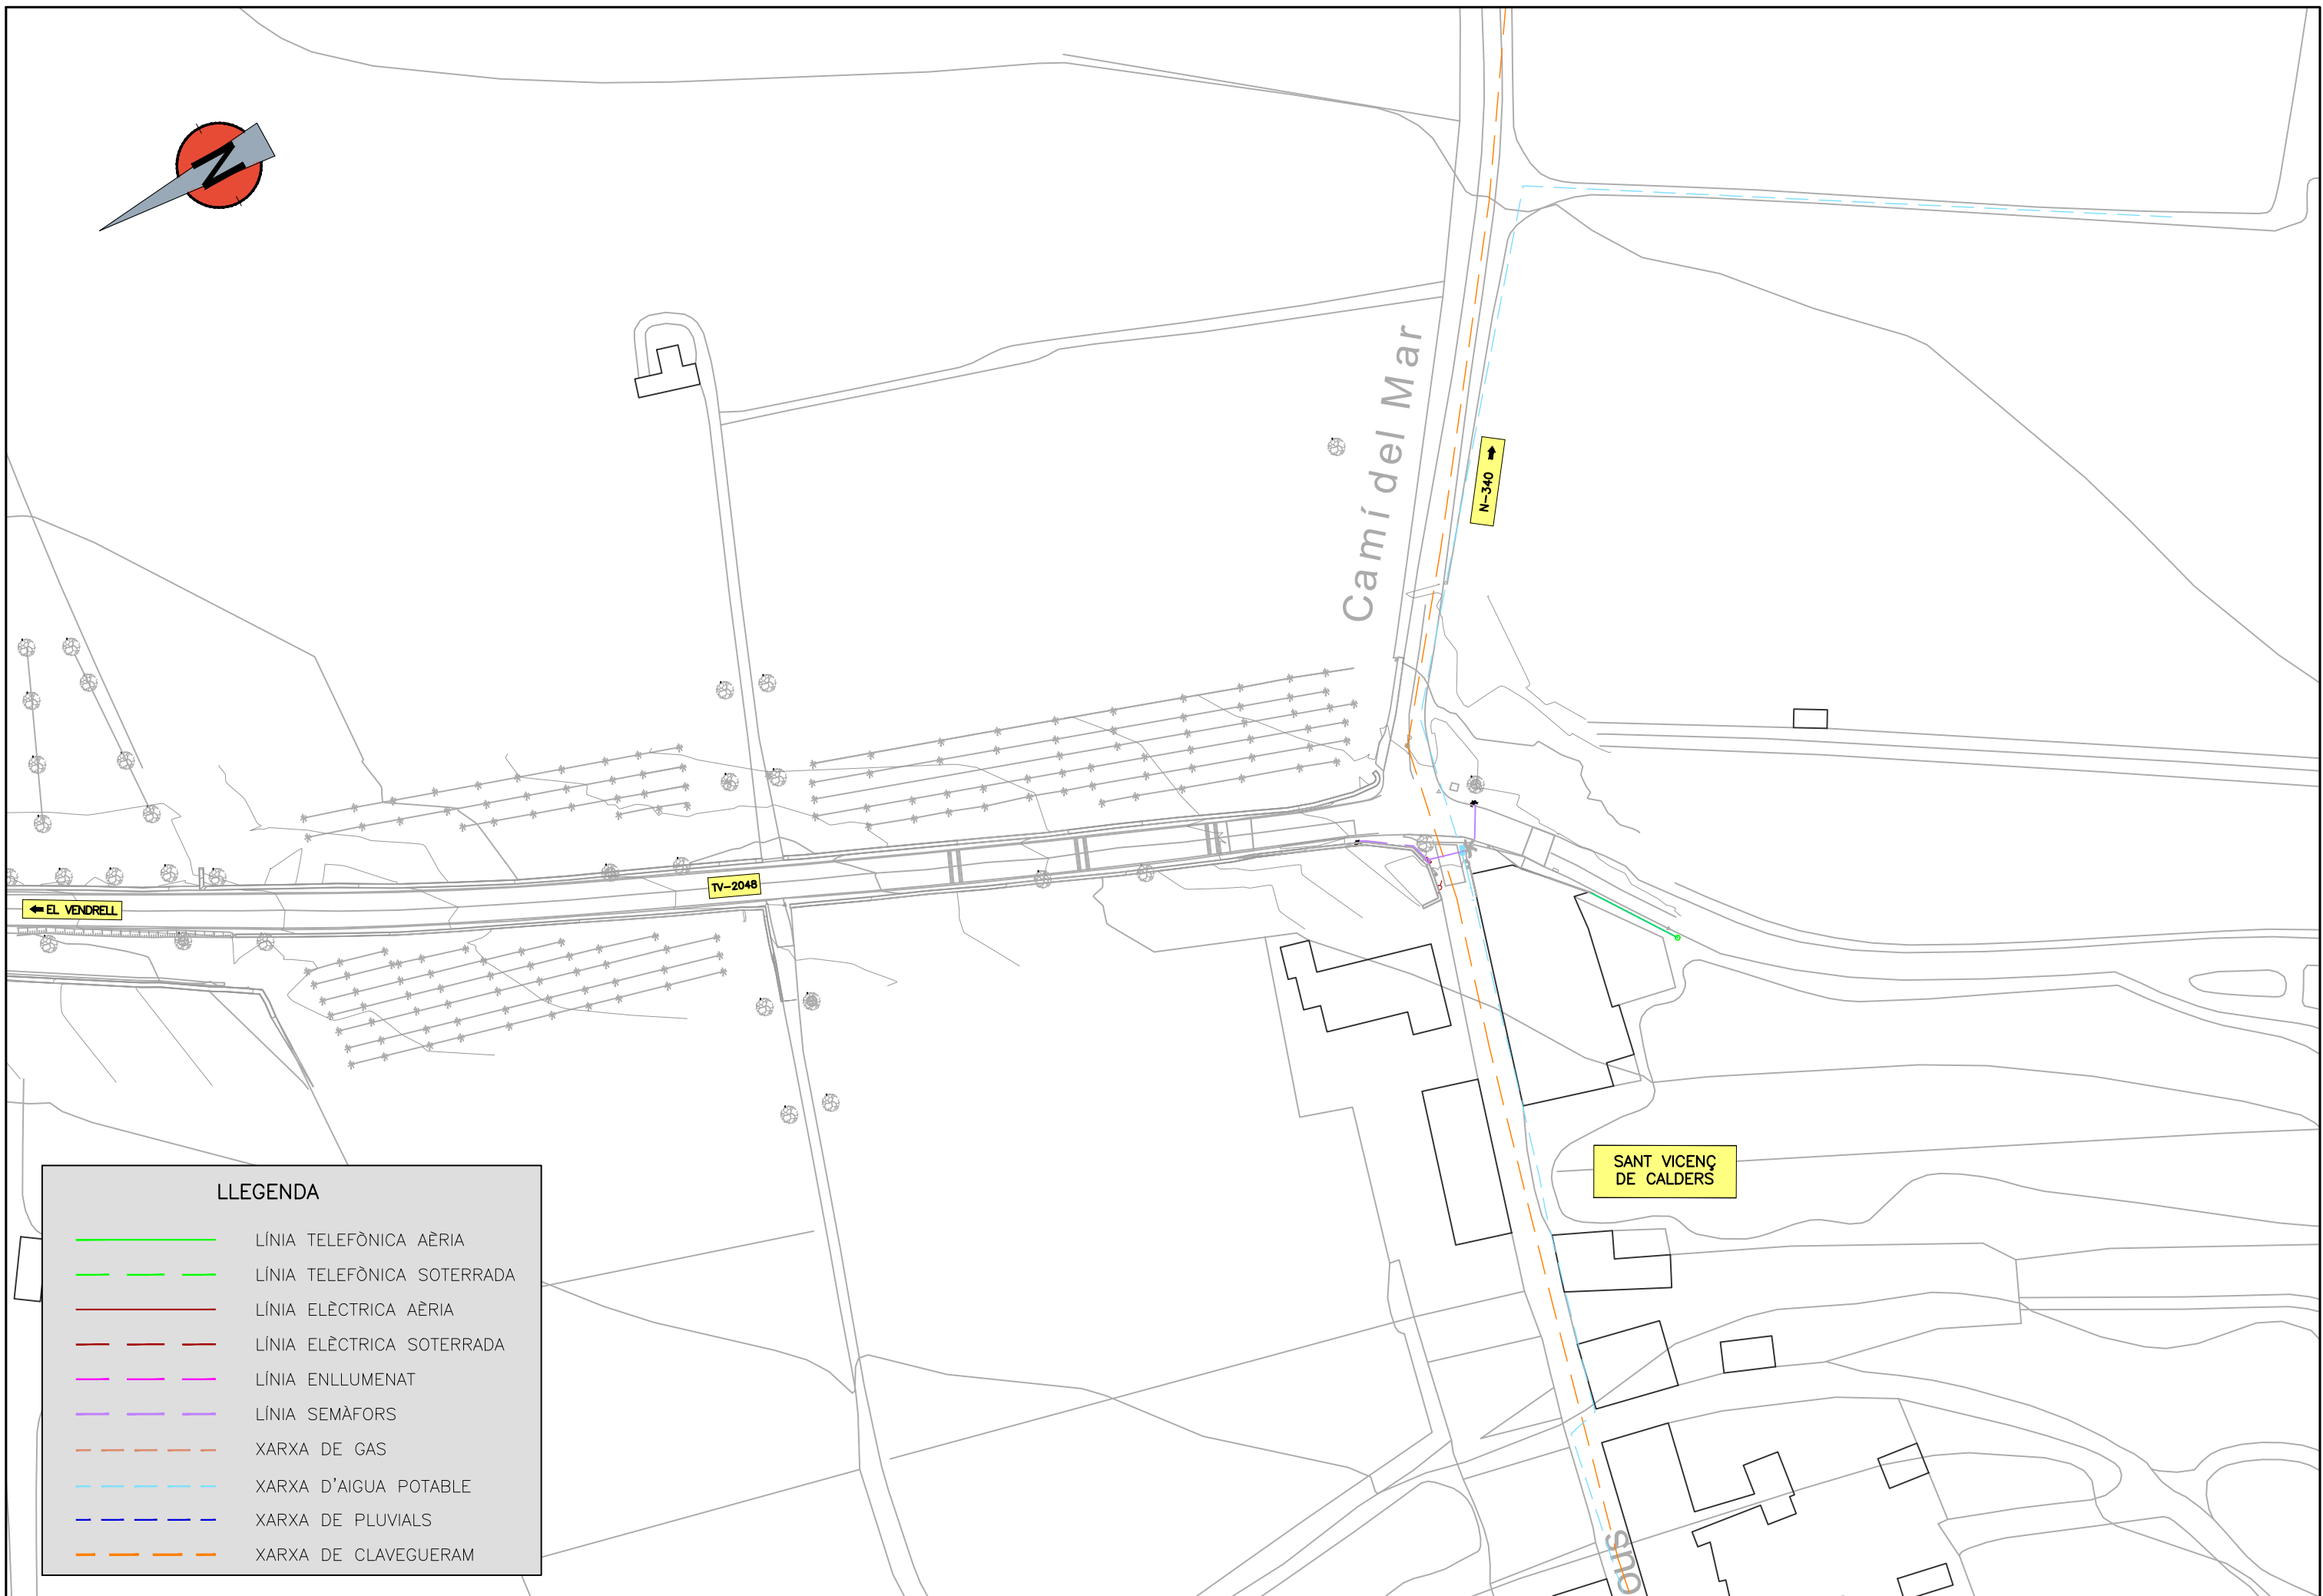 N
Camí del Mar
N-340
TV-2048
EL VENDRELL
SANT VICENÇ
DE CALDERS
LLEGENDA
LÍNIA TELEFÒNICA AÈRIA
LÍNIA TELEFÒNICA SOTERRADA
LÍNIA ELÈCTRICA AÈRIA
LÍNIA ELÈCTRICA SOTERRADA
LÍNIA ENLLUMENAT
LÍNIA SEMÀFORS
XARXA DE GAS
XARXA D'AIGUA POTABLE
XARXA DE PLUVIALS
XARXA DE CLAVEGUERAM